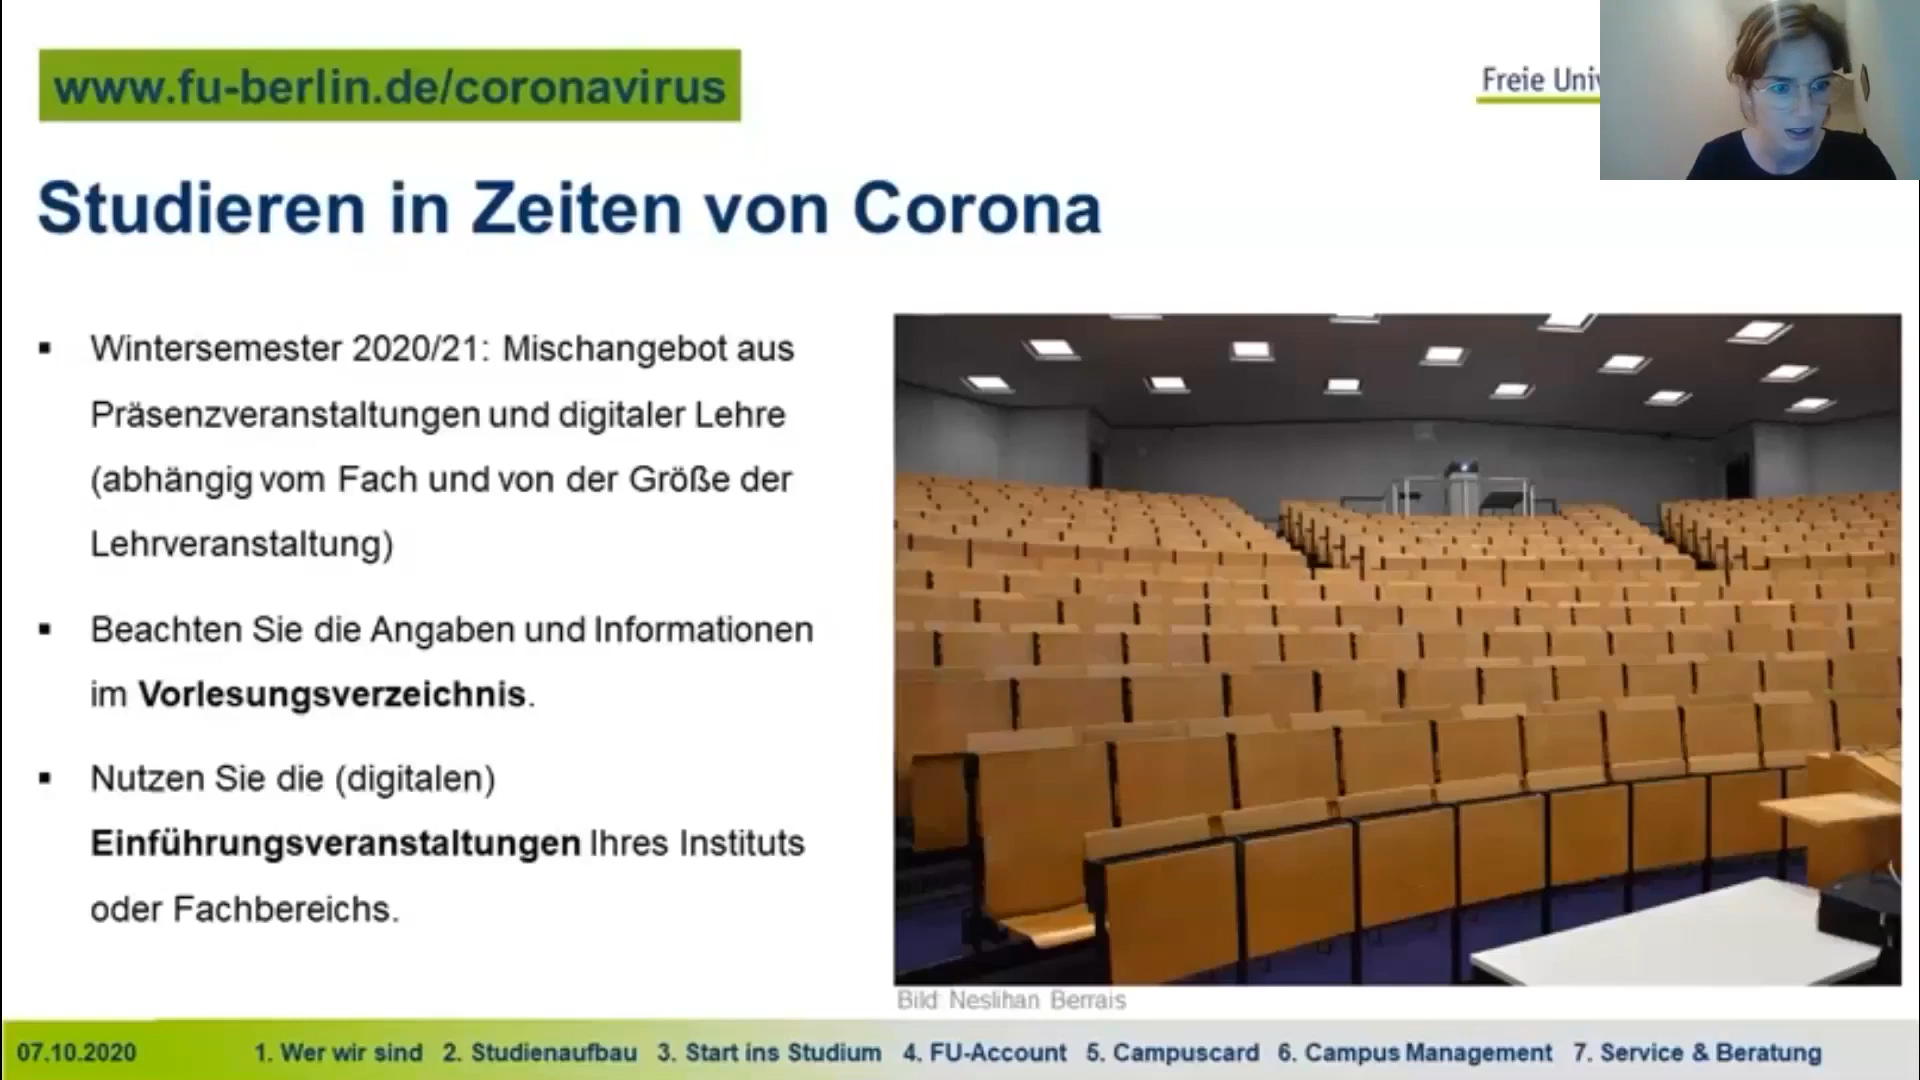 www.fu-berlin.de/coronavirus
Freie Univ
Studieren in Zeiten von Corona
▪ Wintersemester 2020/21: Mischangebot aus
Präsenzveranstaltungen und digitaler Lehre
(abhängig vom Fach und von der Größe der
Lehrveranstaltung)
▪ Beachten Sie die Angaben und Informationen
im Vorlesungsverzeichnis.
▪ Nutzen Sie die (digitalen)
Einführungsveranstaltungen Ihres Instituts
oder Fachbereichs.
Bild: Neslihan Berrais
07.10.2020 1. Wer wir sind 2. Studienaufbau 3. Start ins Studium 4. FU-Account 5. Campuscard 6. Campus Management 7. Service & Beratung